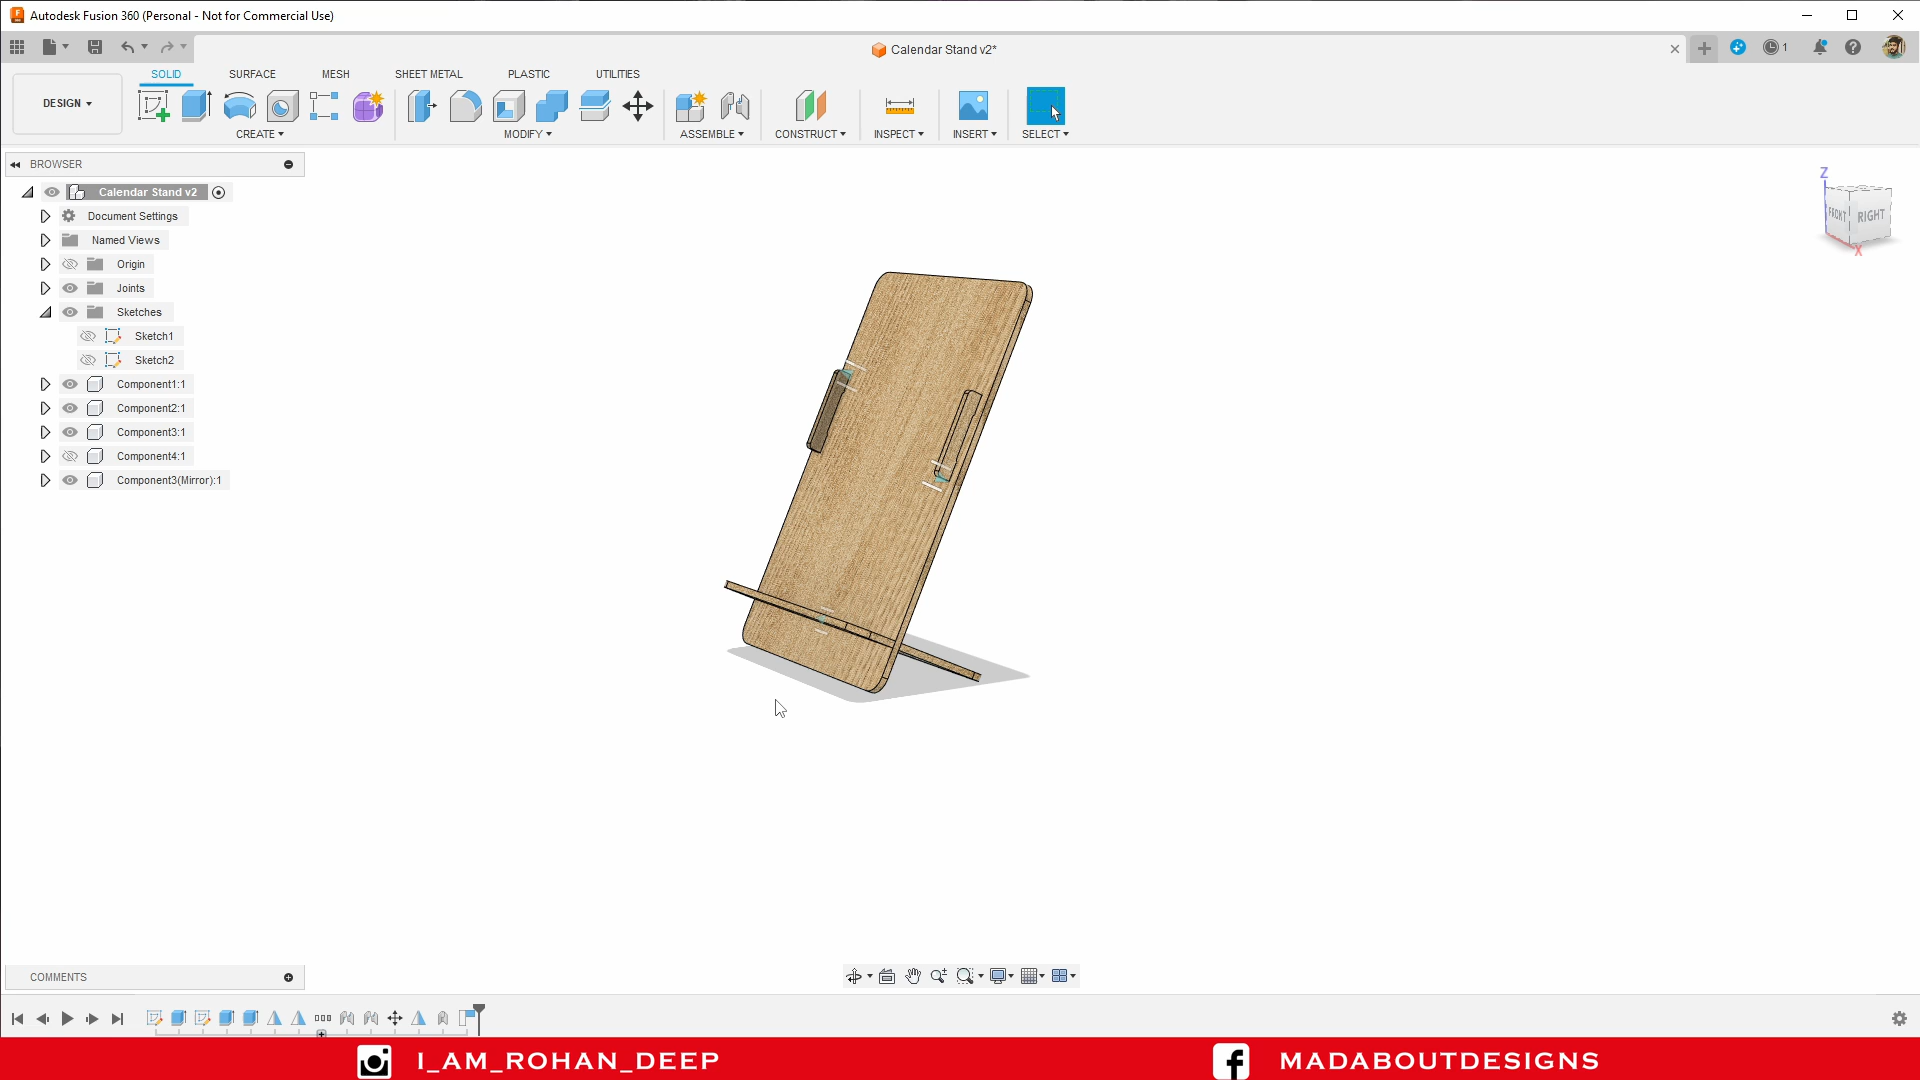 Autodesk Fusion 360 (Personal - Not for Commercial Use)
Calendar Stand v2*
1
SOLID SURFACE MESH SHEET METAL PLASTIC UTILITIES
DESIGN
CREATE MODIFY ASSEMBLE CONSTRUCT INSPECT INSERT SELECT
BROWSER
Calendar Stand v2
Document Settings
Named Views
Origin
Joints
Sketches
Sketch1
Sketch2
Component1:1
Component2:1
Component3:1
Component4:1
Component3(Mirror):1
Z
FRONT RIGHT
X
COMMENTS
I_AM_ROHAN_DEEP MADABOUTDESIGNS